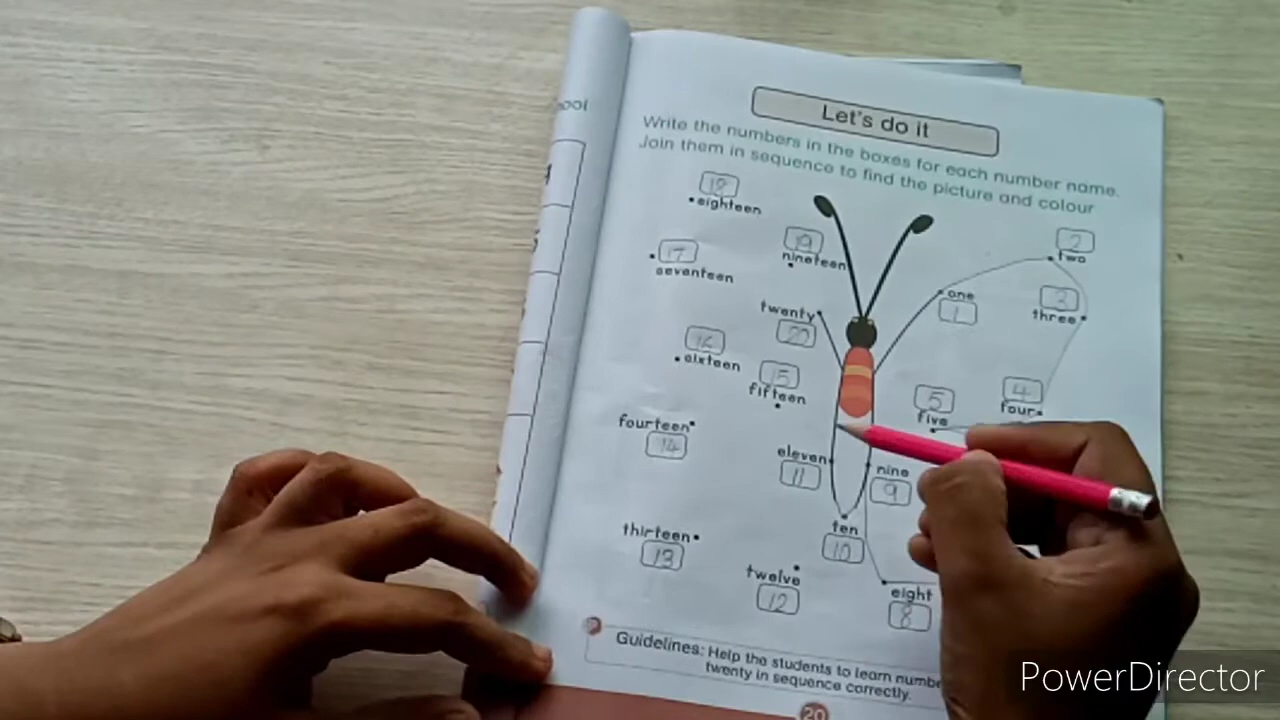 ool
Let's do it
Write the numbers in the boxes for each number name.
Join them in sequence to find the picture and colour
18
eighteen
19
nineteen
2
two
17
seventeen
one
1
3
three
twenty
20
16
sixteen
15
fifteen
5
five
4
four
fourteen
14
eleven
11
nine
9
ten
10
thirteen
13
twelve
12
eight
8
Guidelines: Help the students to learn numbe
twenty in sequence correctly.
20
PowerDirector